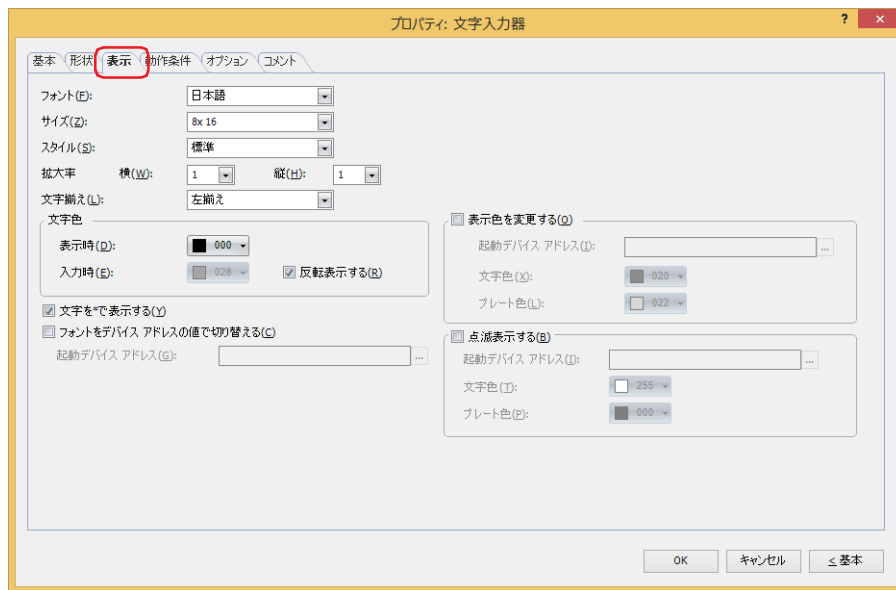 プロパティ: 文字入力器
? ×
基本 形状 表示 動作条件 オプション コメント
フォント(F): 日本語
サイズ(Z): 8x 16
スタイル(S): 標準
拡大率 横(W): 1 縦(H): 1
文字揃え(L): 左揃え
文字色
表示時(D): 000
入力時(E): 028 反転表示する(R)
文字を*で表示する(Y)
フォントをデバイス アドレスの値で切り替える(C)
起動デバイス アドレス(G): ...
表示色を変更する(O)
起動デバイス アドレス(I): ...
文字色(X): 020
プレート色(L): 022
点滅表示する(B)
起動デバイス アドレス(I): ...
文字色(T): 255
プレート色(P): 000
OK キャンセル < 基本